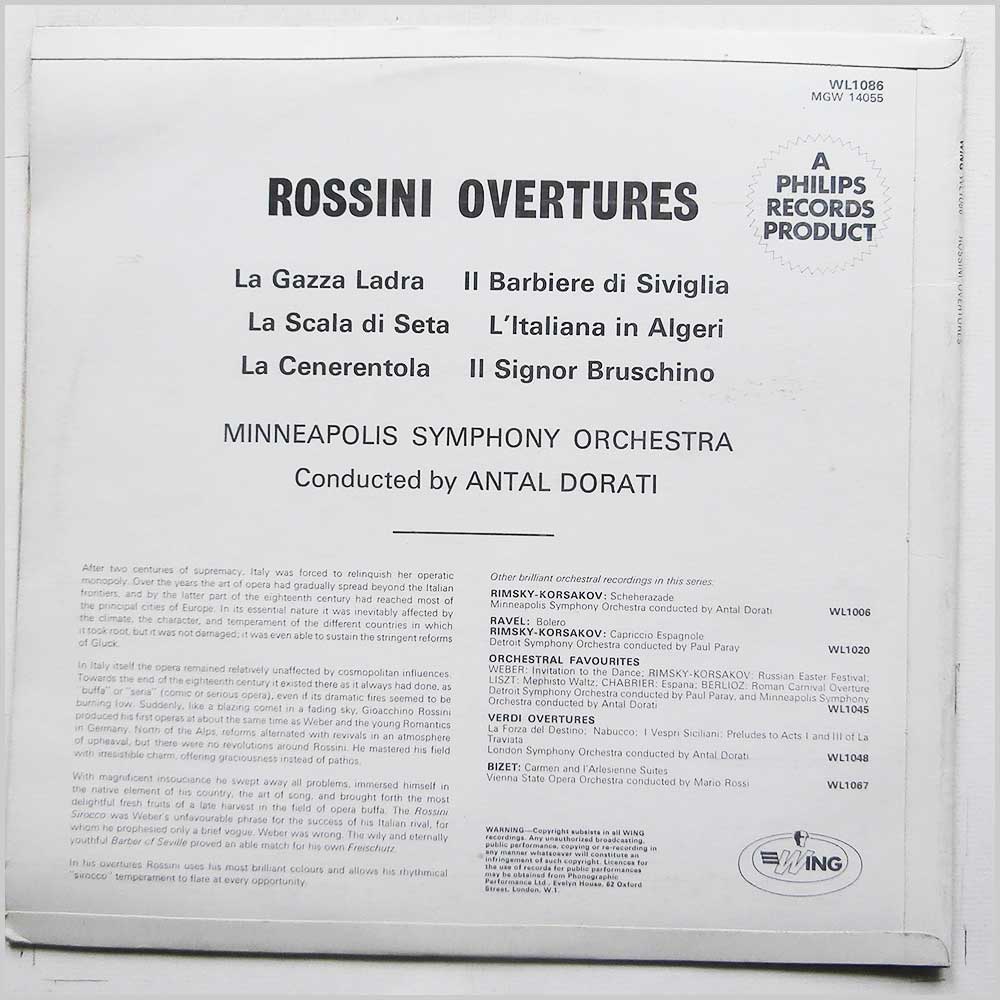 WL1086
MGW 14055
A
PHILIPS
RECORDS
PRODUCT
ROSSINI OVERTURES
La Gazza Ladra Il Barbiere di Siviglia
La Scala di Seta L'Italiana in Algeri
La Cenerentola Il Signor Bruschino
MINNEAPOLIS SYMPHONY ORCHESTRA
Conducted by ANTAL DORATI
After two centuries of supremacy, Italy was forced to relinquish her operatic
monopoly. Over the years the art of opera had gradually spread beyond the Italian
frontiers, and by the latter part of the eighteenth century had reached most of
the principal cities of Europe. In its essential nature it was inevitably affected by
the climate, the character, and temperament of the different countries in which
it took root, but it was not damaged; it was even able to sustain the stringent reforms
of Gluck.
In Italy itself the opera remained relatively unaffected by cosmopolitan influences.
Towards the end of the eighteenth century it existed there as it always had done, as
"buffa" or "seria" (comic or serious opera), even if its dramatic fires seemed to be
burning low. Suddenly, like a blazing comet in a fading sky, Gioacchino Rossini
produced his first operas at about the same time as Weber and the young Romantics
in Germany. North of the Alps, reforms alternated with revivals in an atmosphere
of upheaval, but there were no revolutions around Rossini. He mastered his field
with irresistible charm, offering graciousness instead of pathos.
With magnificent insouciance he swept away all problems, immersed himself in
the native element of his country, the art of song, and brought forth the most
delightful fresh fruits of a late harvest in the field of opera buffa. The Rossini
Sirocco was Weber's unfavourable phrase for the success of his Italian rival, for
whom he prophesied only a brief vogue. Weber was wrong. The wily and eternally
youthful Barber of Seville proved an able match for his own Freischutz.
In his overtures Rossini uses his most brilliant colours and allows his rhythmical
"sirocco" temperament to flare at every opportunity.
Other brilliant orchestral recordings in this series:
RIMSKY-KORSAKOV: Scheherazade
Minneapolis Symphony Orchestra conducted by Antal Dorati WL1006
RAVEL: Bolero
RIMSKY-KORSAKOV: Capriccio Espagnole
Detroit Symphony Orchestra conducted by Paul Paray WL1020
ORCHESTRAL FAVOURITES
WEBER: Invitation to the Dance; RIMSKY-KORSAKOV: Russian Easter Festival;
LISZT: Mephisto Waltz; CHABRIER: Espana; BERLIOZ: Roman Carnival Overture
Detroit Symphony Orchestra conducted by Paul Paray, and Minneapolis Symphony
Orchestra conducted by Antal Dorati WL1045
VERDI OVERTURES
La Forza del Destino; Nabucco; I Vespri Siciliani; Preludes to Acts I and III of La
Traviata
London Symphony Orchestra conducted by Antal Dorati WL1048
BIZET: Carmen and l'Arlesienne Suites
Vienna State Opera Orchestra conducted by Mario Rossi WL1067
WARNING—Copyright subsists in all WING
recordings. Any unauthorized broadcasting,
public performance, copying or re-recording in
any manner whatsoever will constitute an
infringement of such copyright. Licences for
the use of records for public performances
may be obtained from Phonographic
Performance Ltd., Evelyn House, 62 Oxford
Street, London, W.1.
WING
ROSSINI OVERTURES